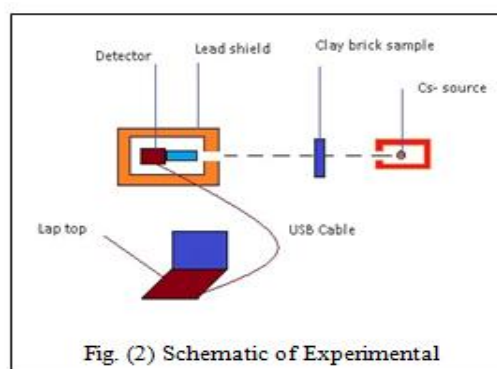 Clay brick sample
Lead shield
Detector
Cs- source
USB Cable
Lap top
Fig. (2) Schematic of Experimental